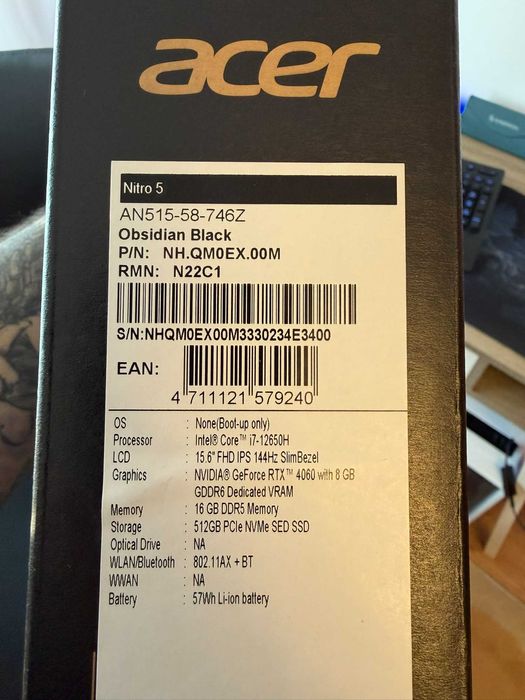 acer
Nitro 5
AN515-58-746Z
Obsidian Black
P/N: NH.QM0EX.00M
RMN: N22C1
S/N:NHQM0EX00M3330234E3400
EAN:
4 711121 579240
OS : None(Boot-up only)
Processor : Intel® Core™ i7-12650H
LCD : 15.6" FHD IPS 144Hz SlimBezel
Graphics : NVIDIA® GeForce RTX™ 4060 with 8 GB
GDDR6 Dedicated VRAM
Memory : 16 GB DDR5 Memory
Storage : 512GB PCIe NVMe SED SSD
Optical Drive : NA
WLAN/Bluetooth : 802.11AX + BT
WWAN : NA
Battery : 57Wh Li-ion battery